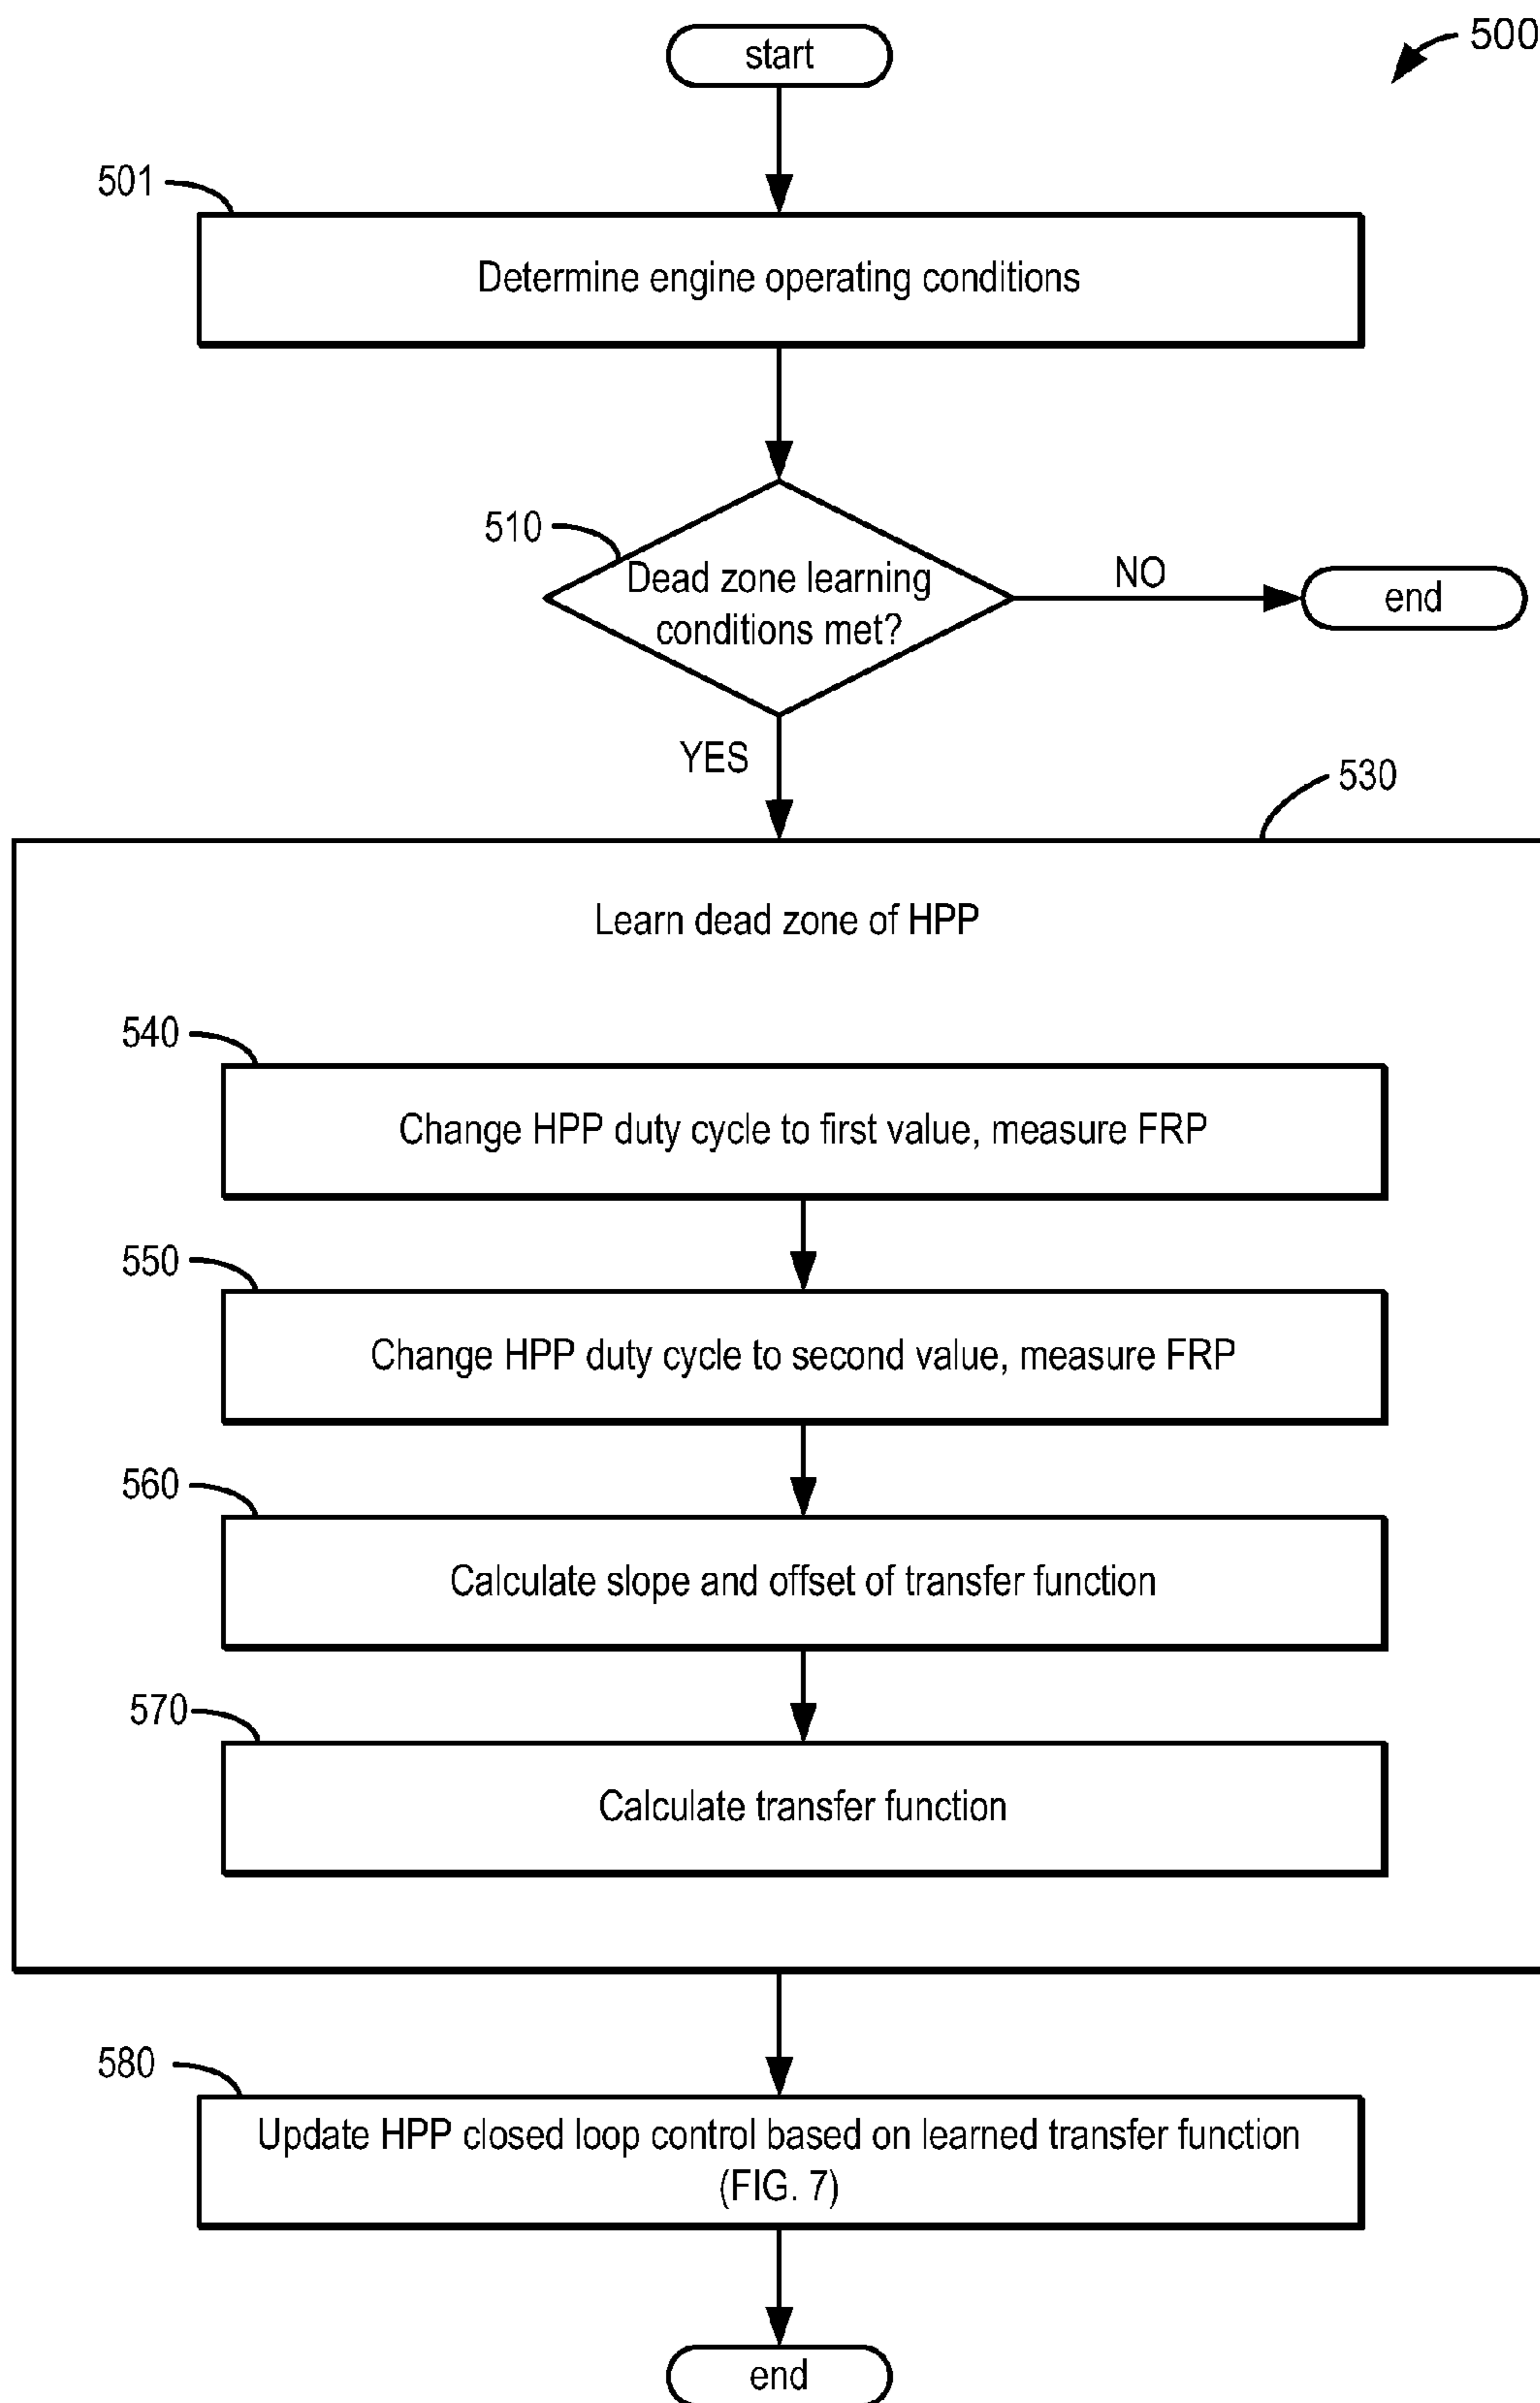 start
500
501
Determine engine operating conditions
510
Dead zone learning
conditions met?
NO
end
YES
530
Learn dead zone of HPP
540
Change HPP duty cycle to first value, measure FRP
550
Change HPP duty cycle to second value, measure FRP
560
Calculate slope and offset of transfer function
570
Calculate transfer function
580
Update HPP closed loop control based on learned transfer function
(FIG. 7)
end